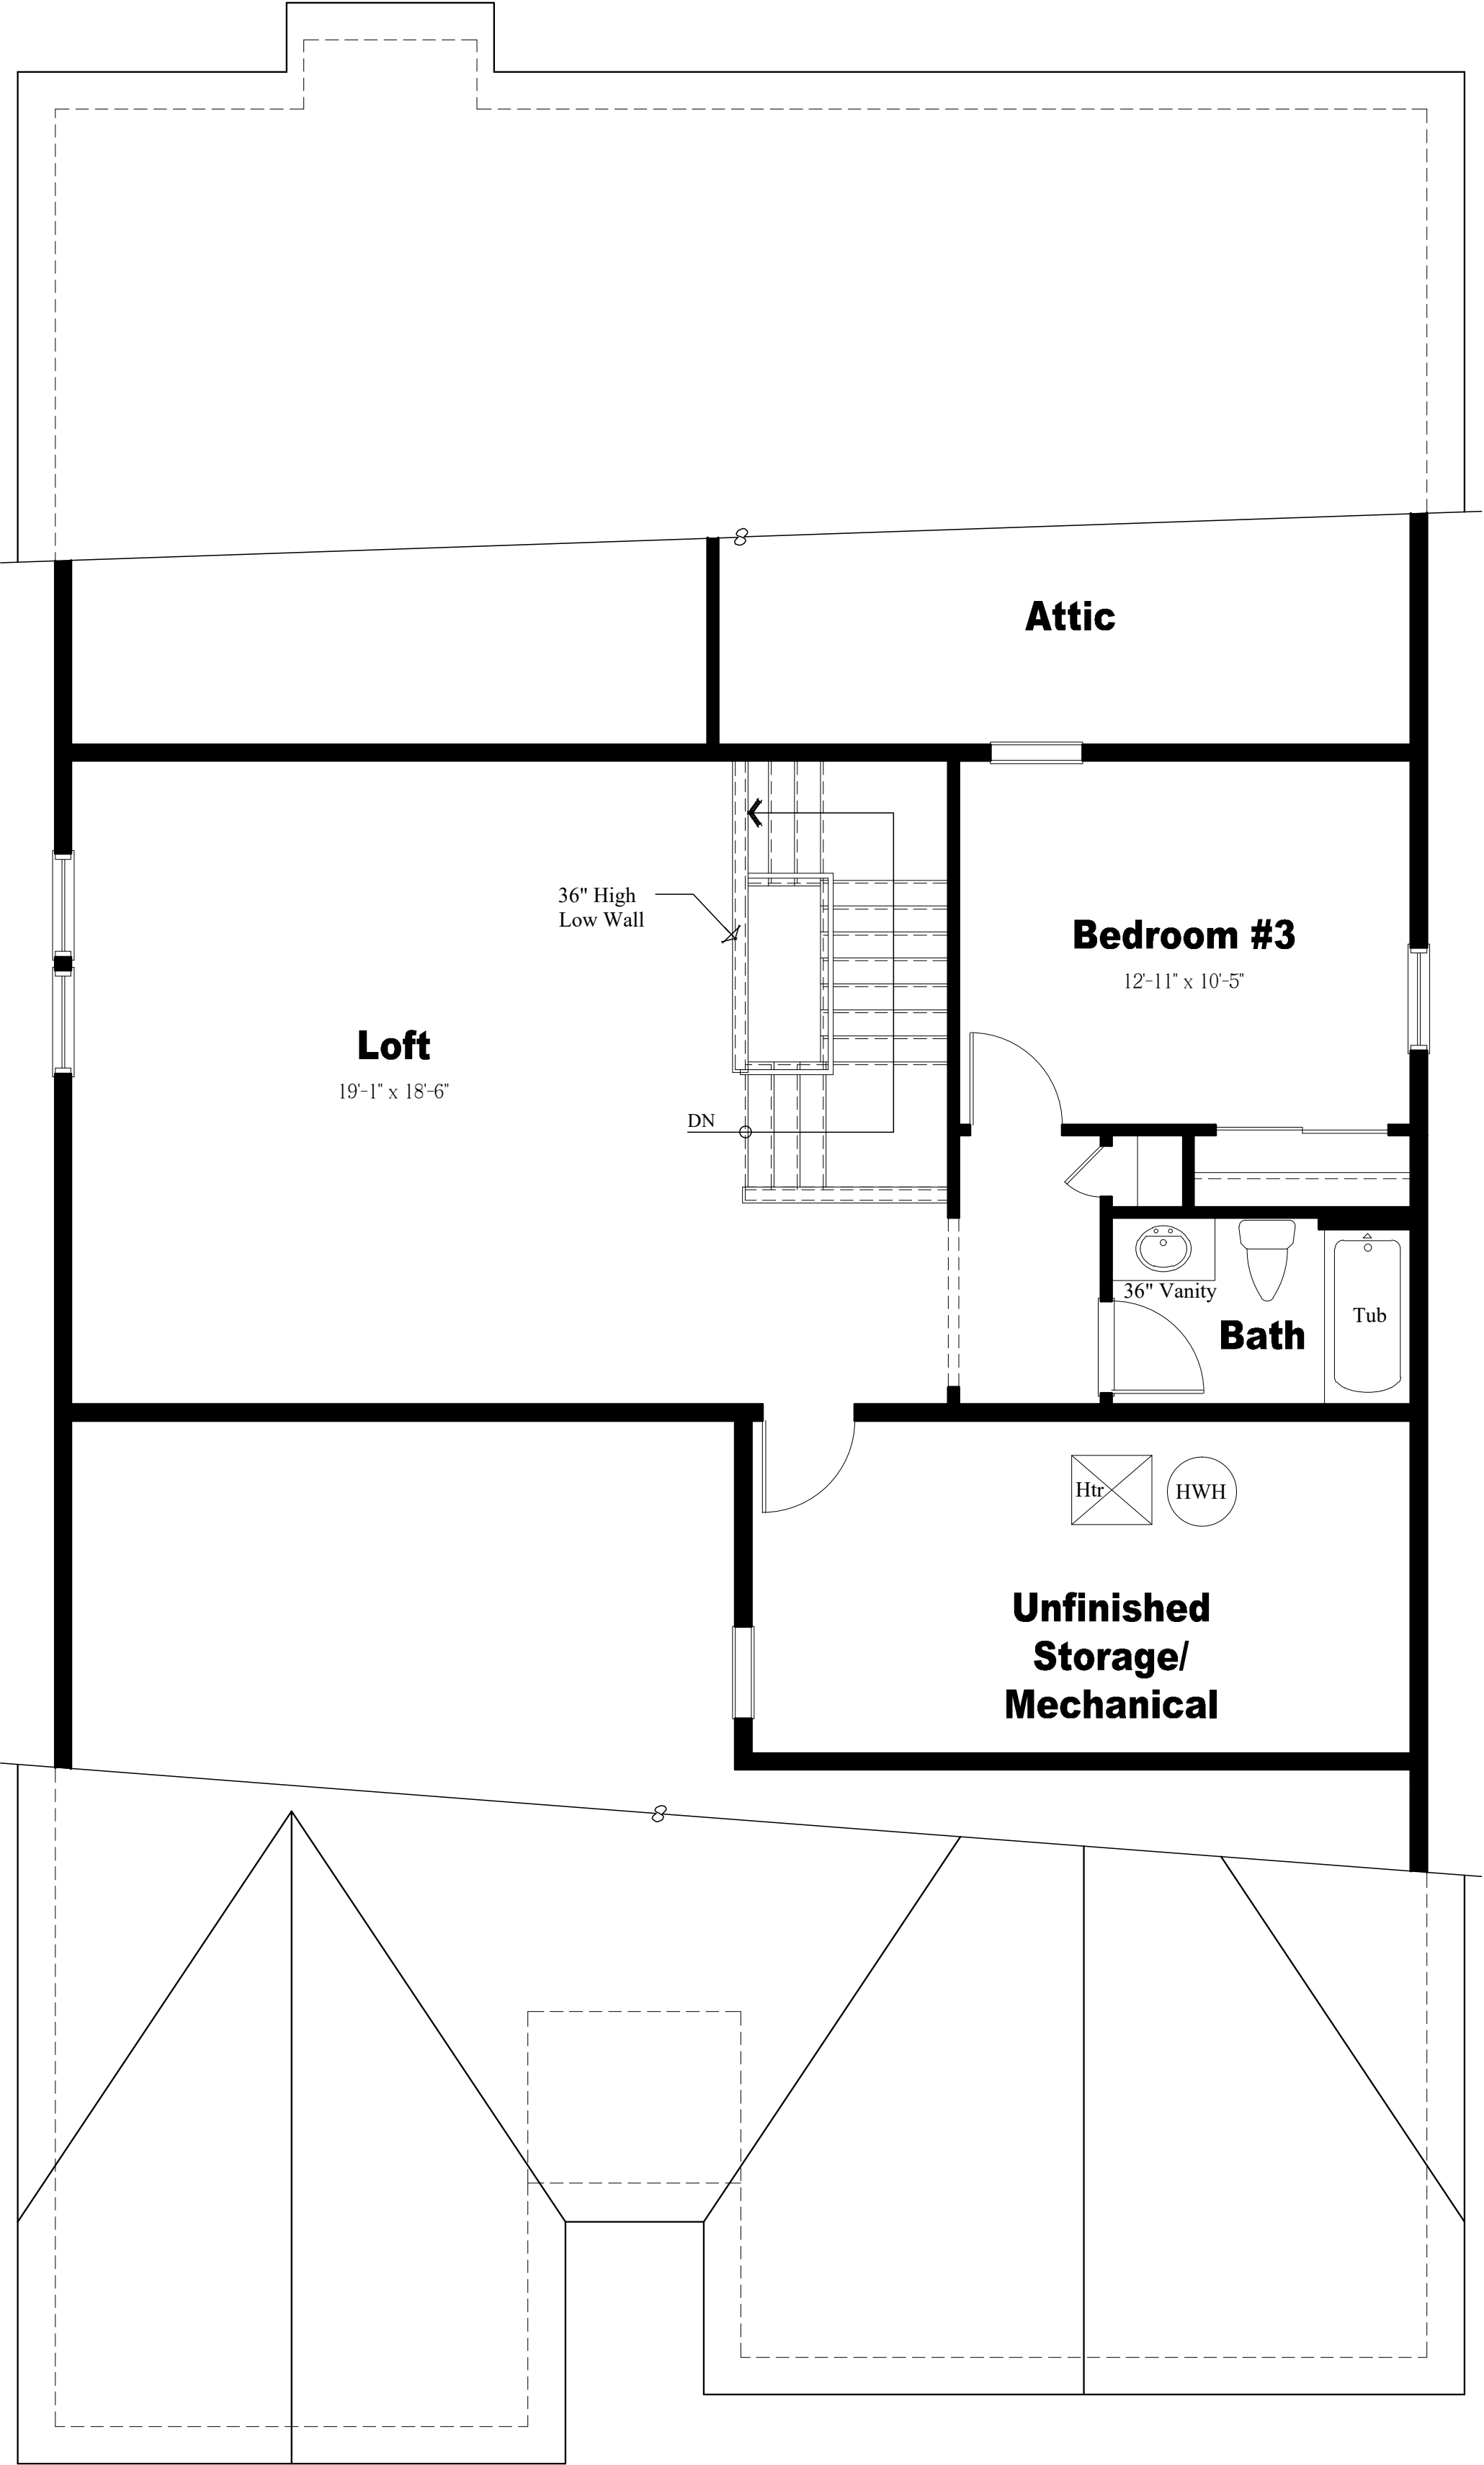 Attic
36" High
Low Wall
Bedroom #3
12'-11" x 10'-5"
Loft
19'-1" x 18'-6"
DN
36" Vanity
Tub
Bath
Htr
HWH
Unfinished
Storage/
Mechanical